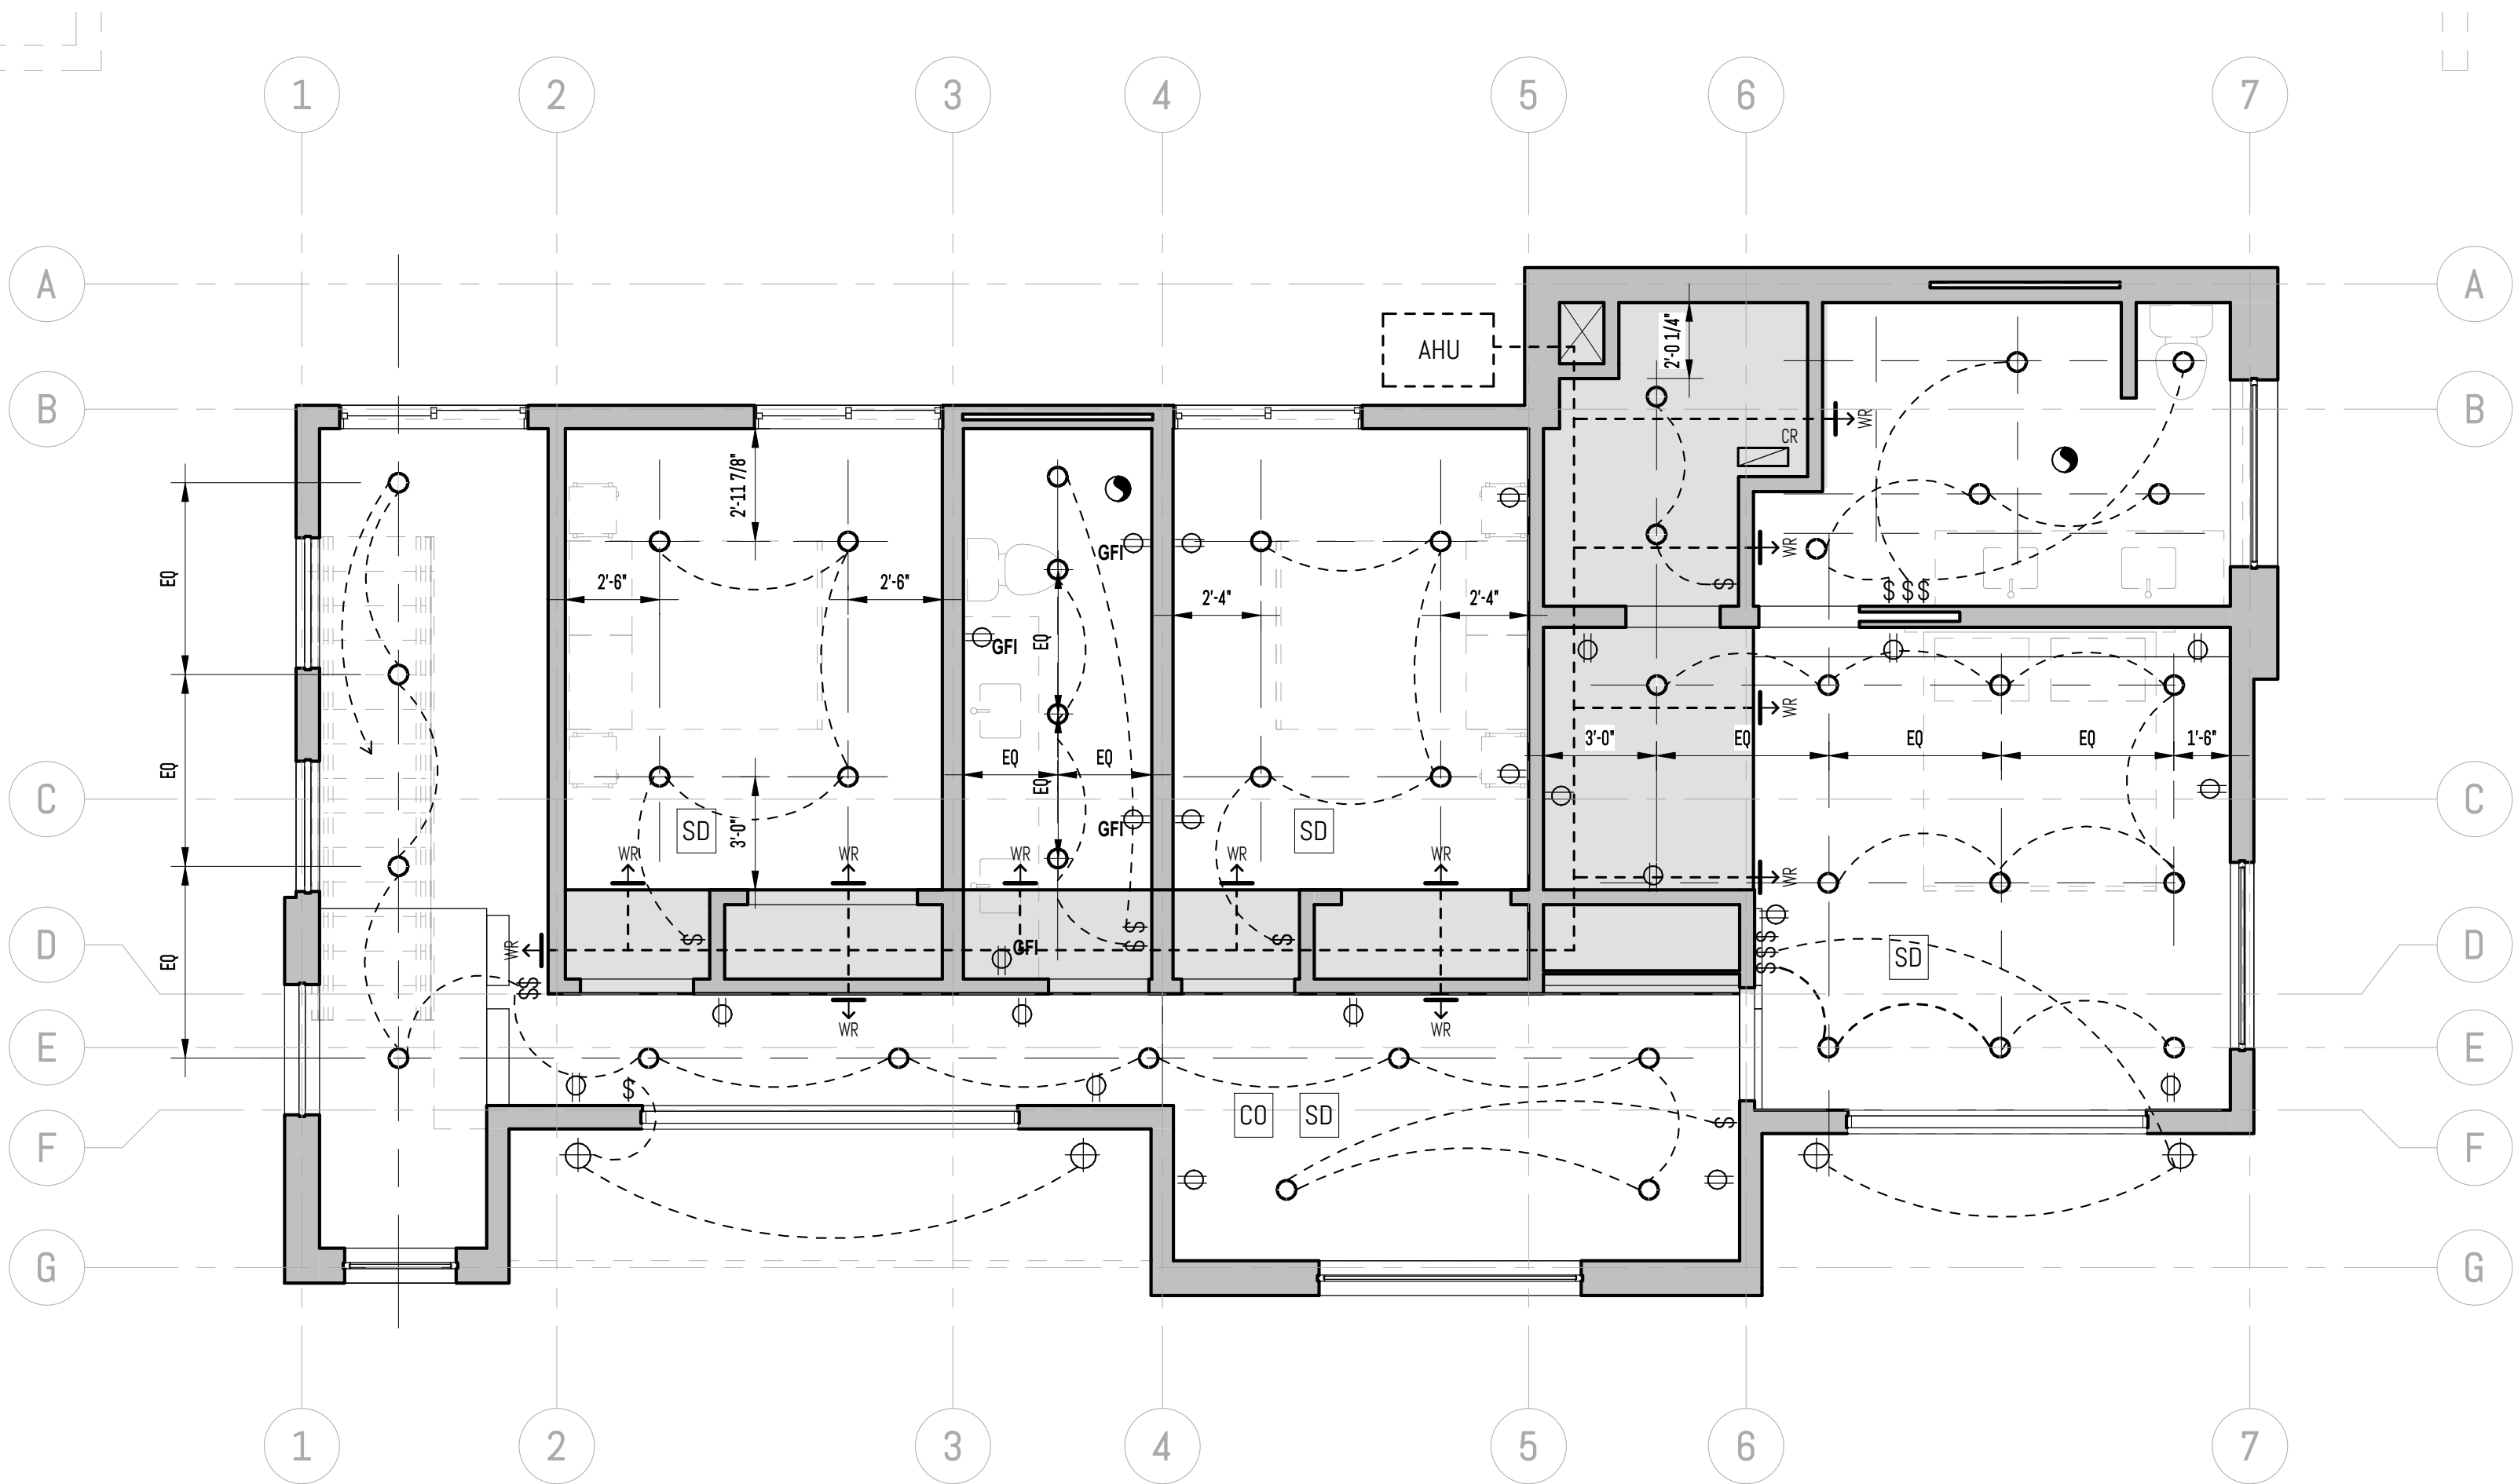 1 2 3 4 5 6 7
A A
2'-0 1/4"
AHU
B B
WR
CR
2'-11 7/8"
GFI
WR
EQ
2'-6" 2'-6"
$ $ $
2'-4" 2'-4"
$
EQ
GFI
WR
3'-0" EQ EQ EQ 1'-6"
EQ EQ
EQ
EQ
C C
SD
3'-0"
GFI
SD
WR WR WR WR WR
WR
$ $ $ $
D D
WR
GFI
$$$
SD
$$
WR WR
E E
EQ
$
CO SD
$
F F
G G
1 2 3 4 5 6 7